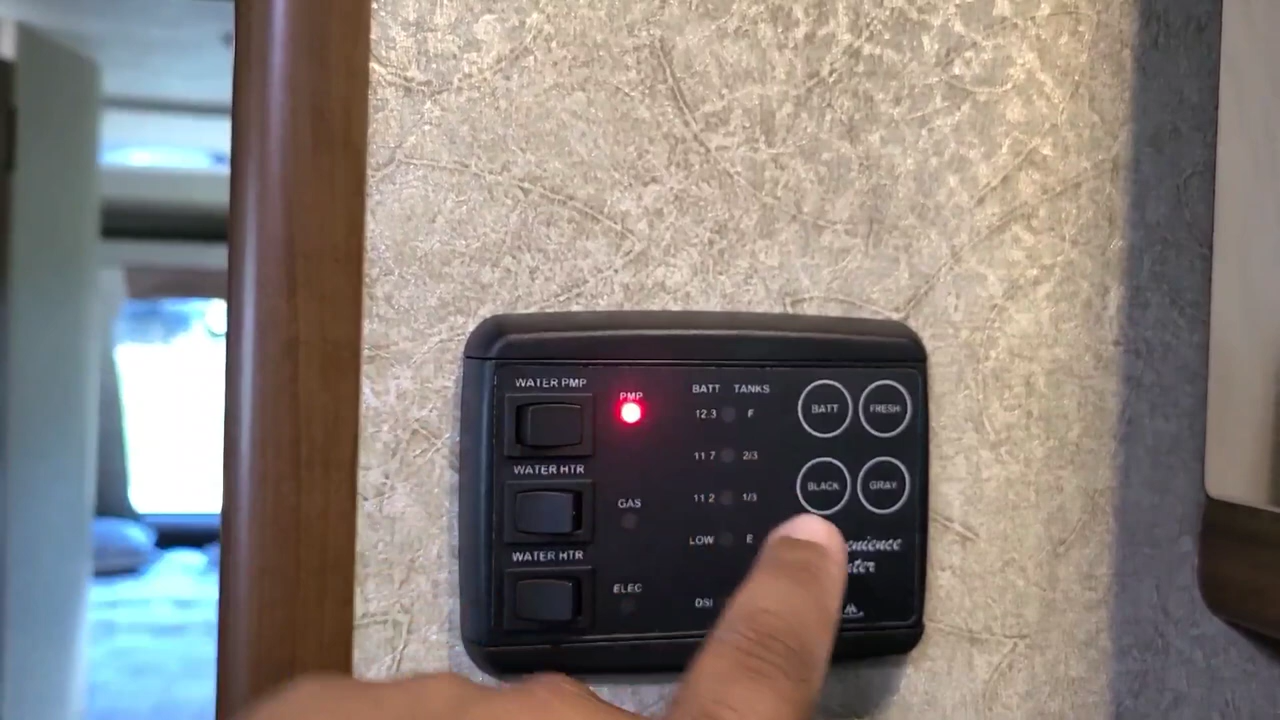 WATER PMP
PMP
BATT TANKS
12.3 F
BATT
FRESH
11.7 2/3
WATER HTR
GAS
11.2 1/3
BLACK
GRAY
LOW E
WATER HTR
ELEC
DSI